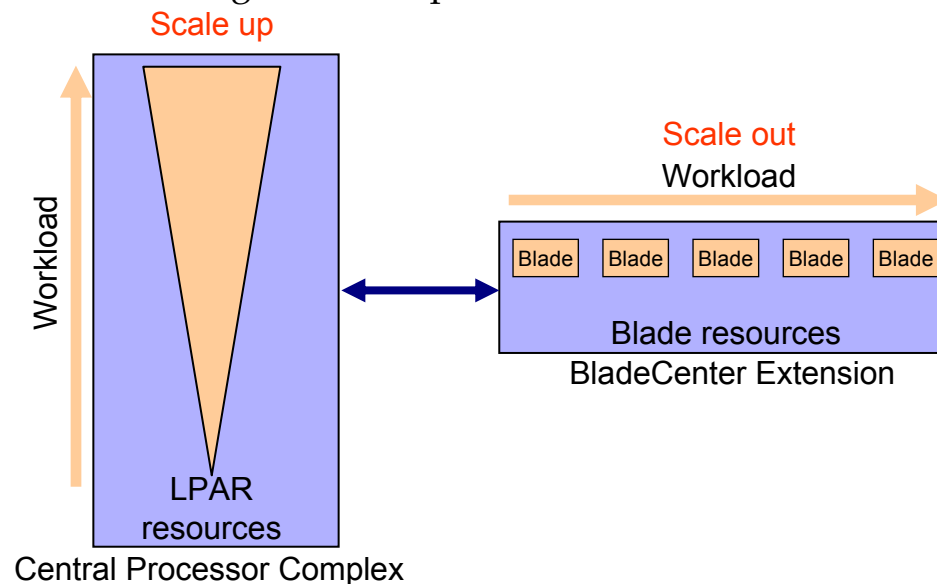 Scale up
Workload
LPAR
resources
Central Processor Complex
Scale out
Workload
Blade Blade Blade Blade Blade
Blade resources
BladeCenter Extension